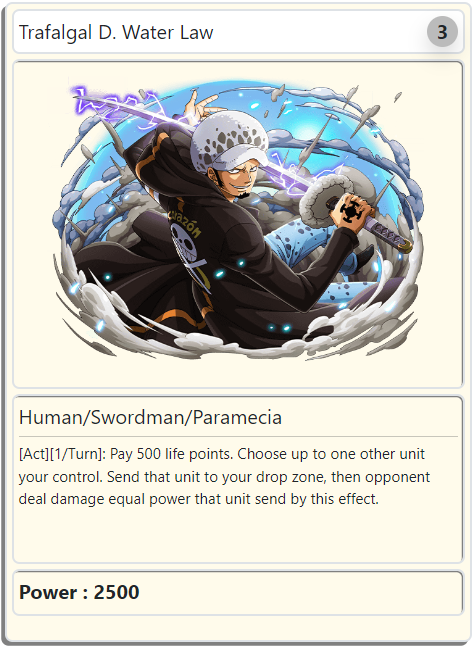 Trafalgal D. Water Law
3
Human/Swordman/Paramecia
[Act][1/Turn]: Pay 500 life points. Choose up to one other unit
your control. Send that unit to your drop zone, then opponent
deal damage equal power that unit send by this effect.
Power : 2500